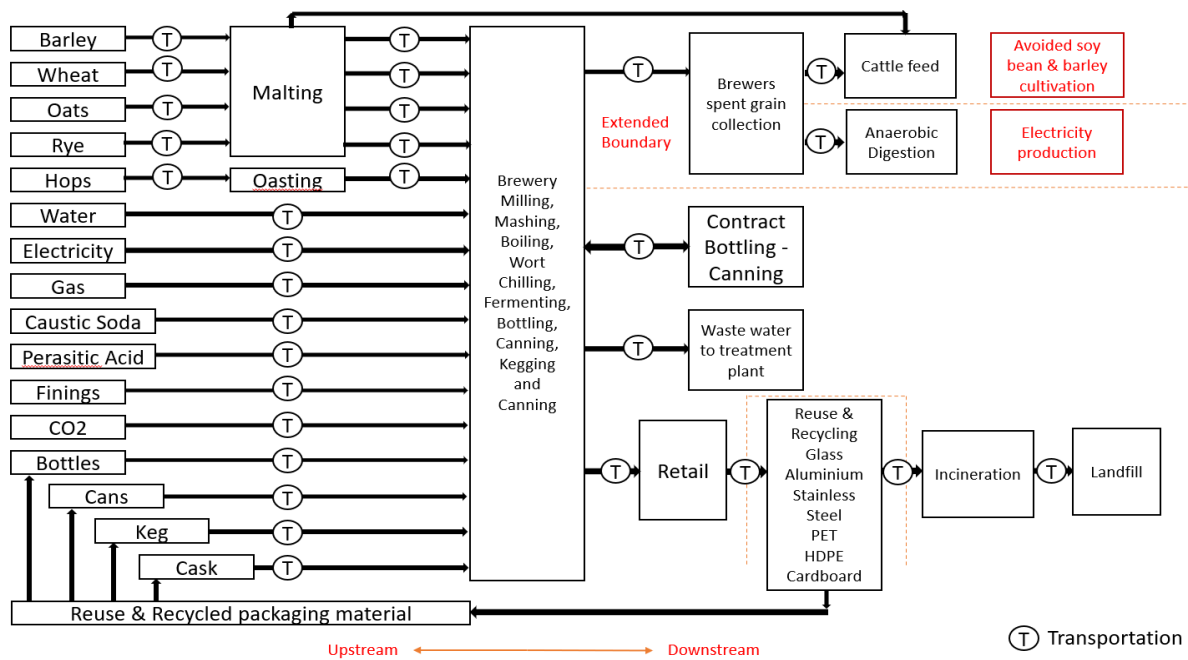 Barley
T
Wheat
T
Oats
T
Rye
T
Hops
T
Malting
Oasting
T
T
T
T
T
Water
T
Electricity
T
Gas
T
Caustic Soda
T
Perasitic Acid
T
Finings
T
CO2
T
Bottles
T
Cans
T
Keg
T
Cask
T
Reuse & Recycled packaging material
Brewery
Milling,
Mashing,
Boiling,
Wort
Chilling,
Fermenting,
Bottling,
Canning,
Kegging
and
Canning
T
Extended
Boundary
Brewers
spent grain
collection
T
Cattle feed
Avoided soy
bean & barley
cultivation
T
Anaerobic
Digestion
Electricity
production
T
Contract
Bottling -
Canning
T
Waste water
to treatment
plant
T
Retail
T
Reuse &
Recycling
Glass
Aluminium
Stainless
Steel
PET
HDPE
Cardboard
T
Incineration
T
Landfill
Upstream
Downstream
T Transportation